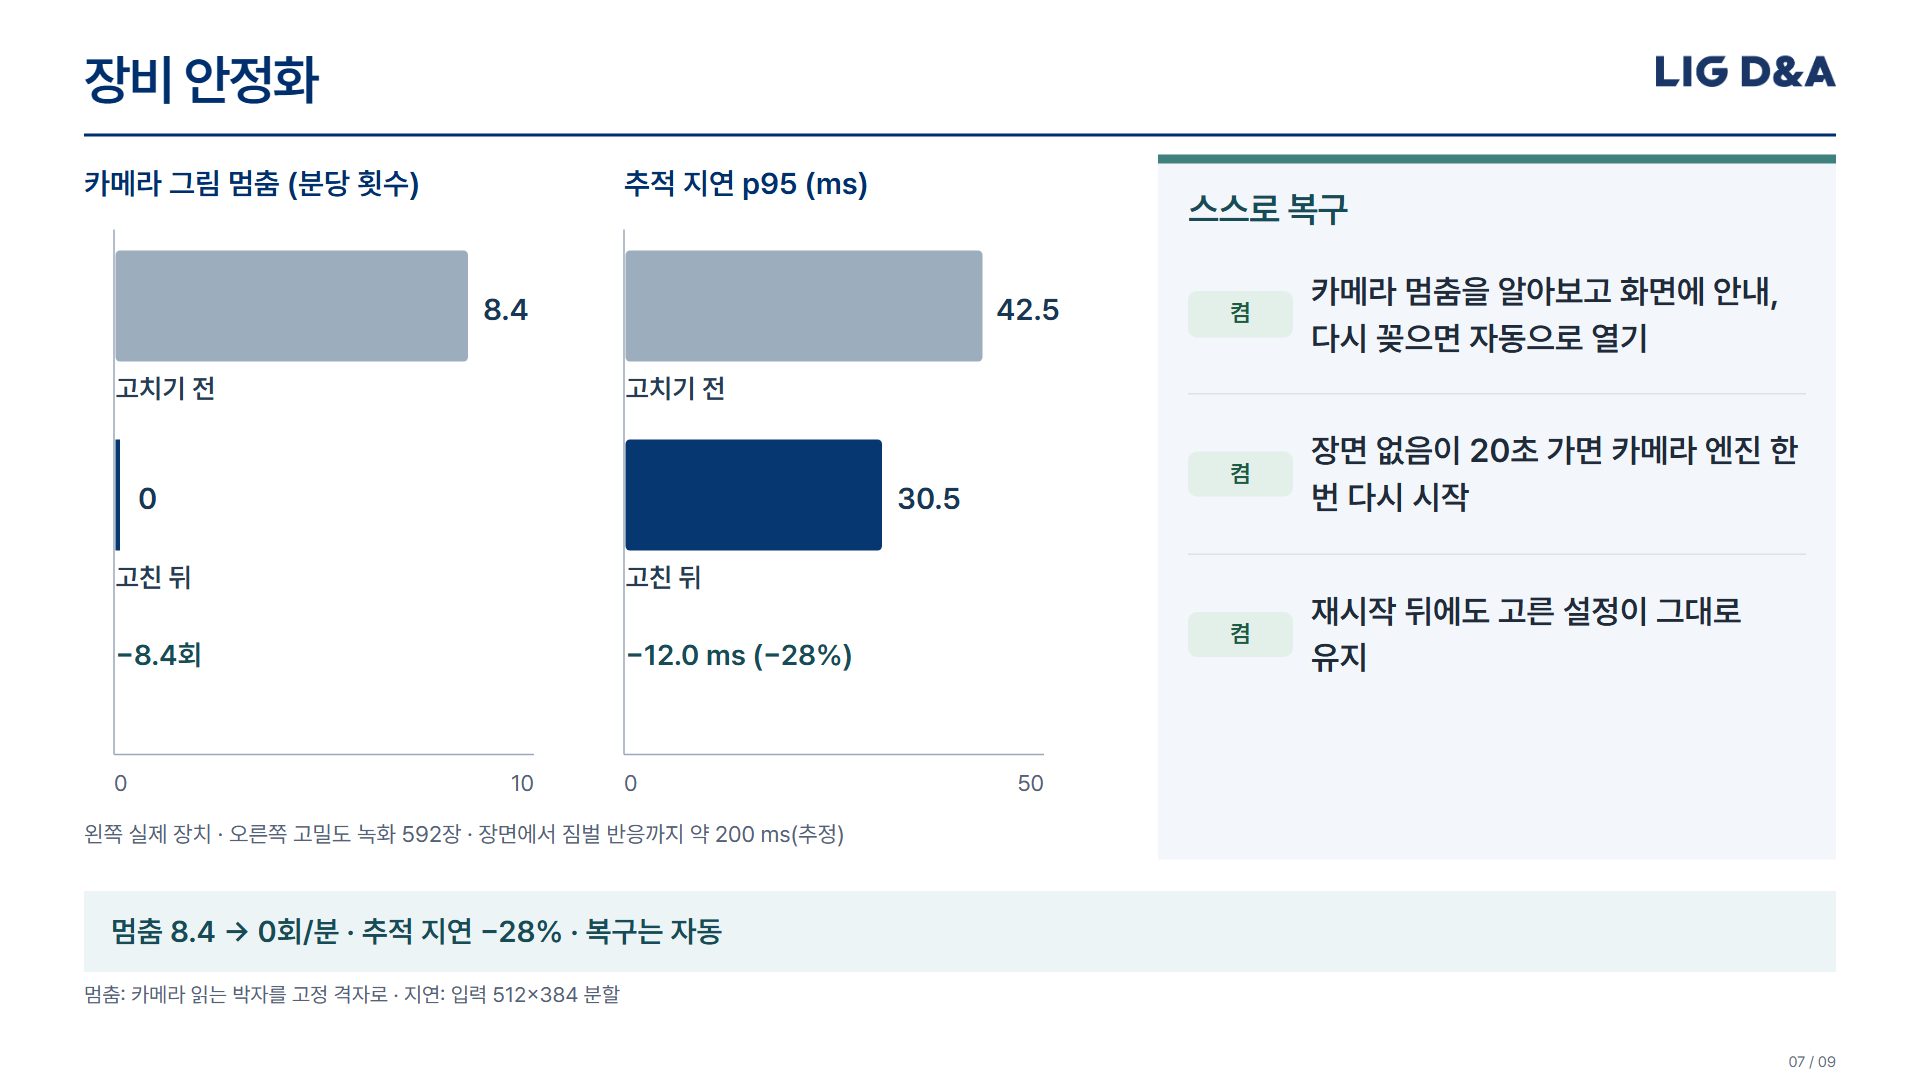 장비 안정화
LIG D&A
카메라 그림 멈춤 (분당 횟수)
8.4
고치기 전
0
고친 뒤
−8.4회
0
10
추적 지연 p95 (ms)
42.5
고치기 전
30.5
고친 뒤
−12.0 ms (−28%)
0
50
왼쪽 실제 장치 · 오른쪽 고밀도 녹화 592장 · 장면에서 짐벌 반응까지 약 200 ms(추정)
스스로 복구
켬
카메라 멈춤을 알아보고 화면에 안내,
다시 꽂으면 자동으로 열기
켬
장면 없음이 20초 가면 카메라 엔진 한
번 다시 시작
켬
재시작 뒤에도 고른 설정이 그대로
유지
멈춤 8.4 → 0회/분 · 추적 지연 −28% · 복구는 자동
멈춤: 카메라 읽는 박자를 고정 격자로 · 지연: 입력 512×384 분할
07 / 09